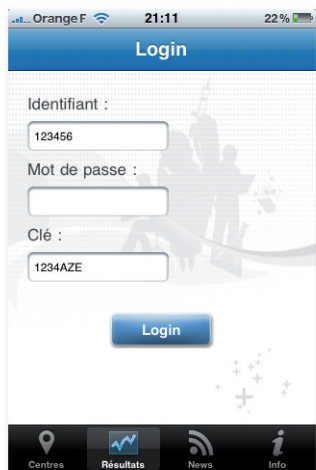 Orange F 21:11 22 %
Login
Identifiant :
123456
Mot de passe :
Clé :
1234AZE
Login
Centres Résultats News Info